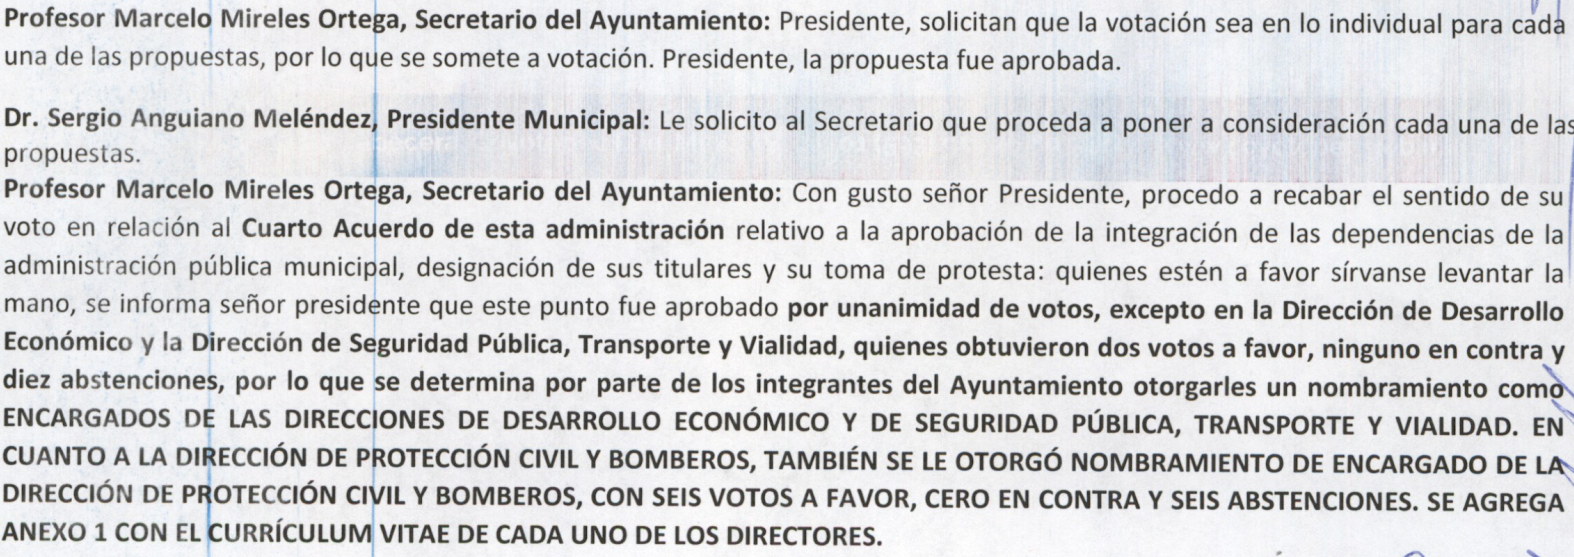 Profesor Marcelo Mireles Ortega, Secretario del Ayuntamiento: Presidente, solicitan que la votación sea en lo individual para cada
una de las propuestas, por lo que se somete a votación. Presidente, la propuesta fue aprobada.
Dr. Sergio Anguiano Meléndez, Presidente Municipal: Le solicito al Secretario que proceda a poner a consideración cada una de las
propuestas.
Profesor Marcelo Mireles Ortega, Secretario del Ayuntamiento: Con gusto señor Presidente, procedo a recabar el sentido de su
voto en relación al Cuarto Acuerdo de esta administración relativo a la aprobación de la integración de las dependencias de la
administración pública municipal, designación de sus titulares y su toma de protesta: quienes estén a favor sírvanse levantar la
mano, se informa señor presidente que este punto fue aprobado por unanimidad de votos, excepto en la Dirección de Desarrollo
Económico y la Dirección de Seguridad Pública, Transporte y Vialidad, quienes obtuvieron dos votos a favor, ninguno en contra y
diez abstenciones, por lo que se determina por parte de los integrantes del Ayuntamiento otorgarles un nombramiento como
ENCARGADOS DE LAS DIRECCIONES DE DESARROLLO ECONÓMICO Y DE SEGURIDAD PÚBLICA, TRANSPORTE Y VIALIDAD. EN
CUANTO A LA DIRECCIÓN DE PROTECCIÓN CIVIL Y BOMBEROS, TAMBIÉN SE LE OTORGÓ NOMBRAMIENTO DE ENCARGADO DE LA
DIRECCIÓN DE PROTECCIÓN CIVIL Y BOMBEROS, CON SEIS VOTOS A FAVOR, CERO EN CONTRA Y SEIS ABSTENCIONES. SE AGREGA
ANEXO 1 CON EL CURRÍCULUM VITAE DE CADA UNO DE LOS DIRECTORES.